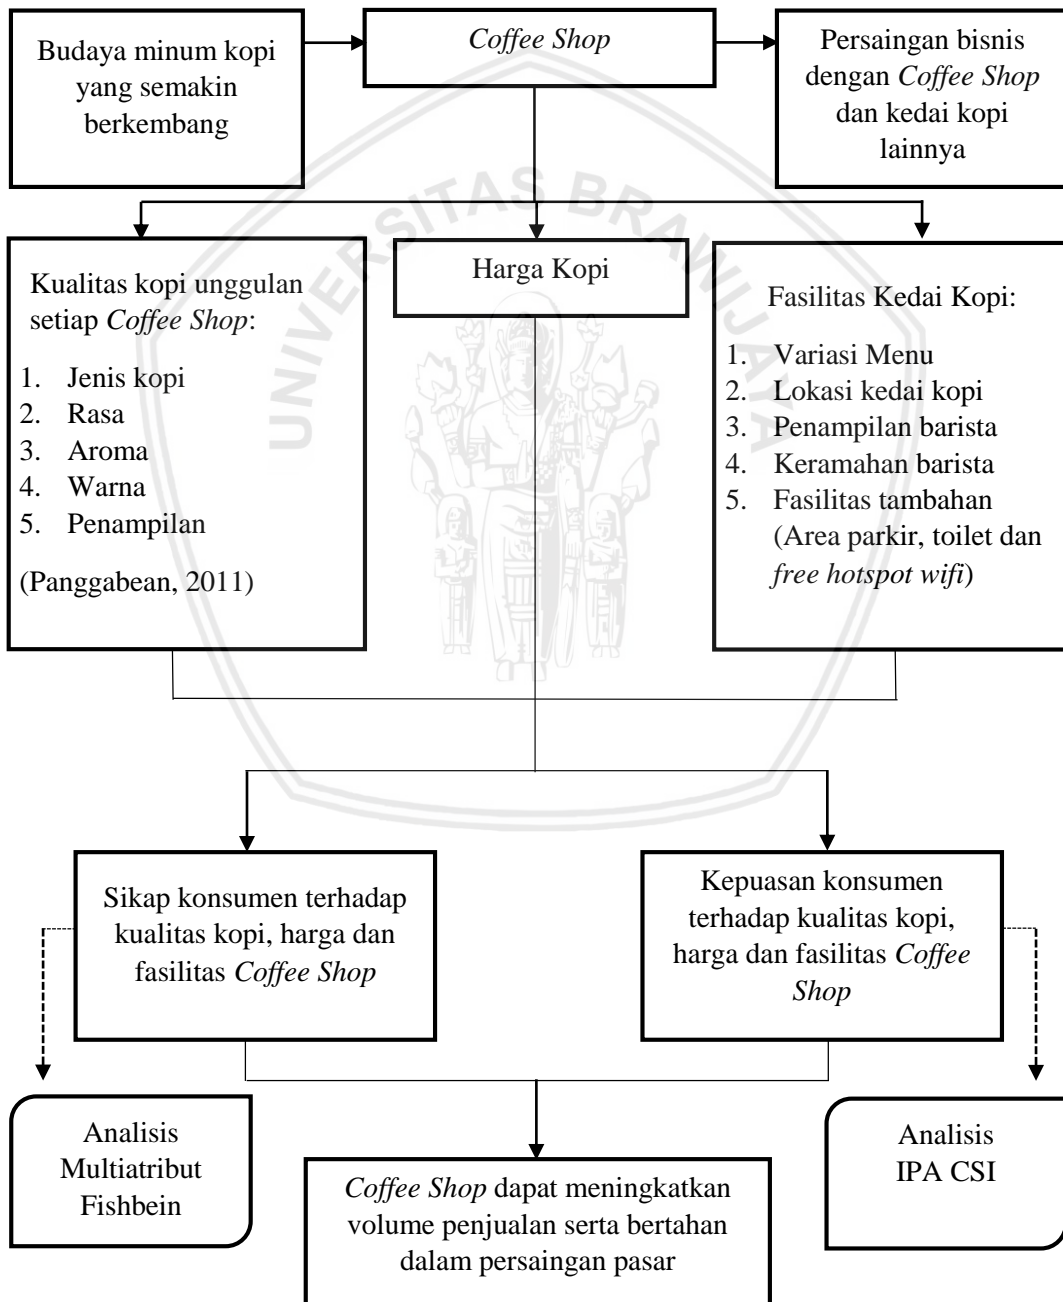 Budaya minum kopi
yang semakin
berkembang
Coffee Shop
Persaingan bisnis
dengan Coffee Shop
dan kedai kopi
lainnya
UNIVERSITAS BRAWIJAYA
Kualitas kopi unggulan
setiap Coffee Shop:
1. Jenis kopi
2. Rasa
3. Aroma
4. Warna
5. Penampilan
(Panggabean, 2011)
Harga Kopi
Fasilitas Kedai Kopi:
1. Variasi Menu
2. Lokasi kedai kopi
3. Penampilan barista
4. Keramahan barista
5. Fasilitas tambahan
(Area parkir, toilet dan
free hotspot wifi)
Sikap konsumen terhadap
kualitas kopi, harga dan
fasilitas Coffee Shop
Kepuasan konsumen
terhadap kualitas kopi,
harga dan fasilitas Coffee
Shop
Analisis
Multiatribut
Fishbein
Coffee Shop dapat meningkatkan
volume penjualan serta bertahan
dalam persaingan pasar
Analisis
IPA CSI